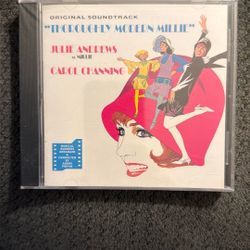 ORIGINAL SOUNDTRACK
"THOROUGHLY MODERN MILLIE"
JULIE ANDREWS
as MILLIE
CAROL CHANNING